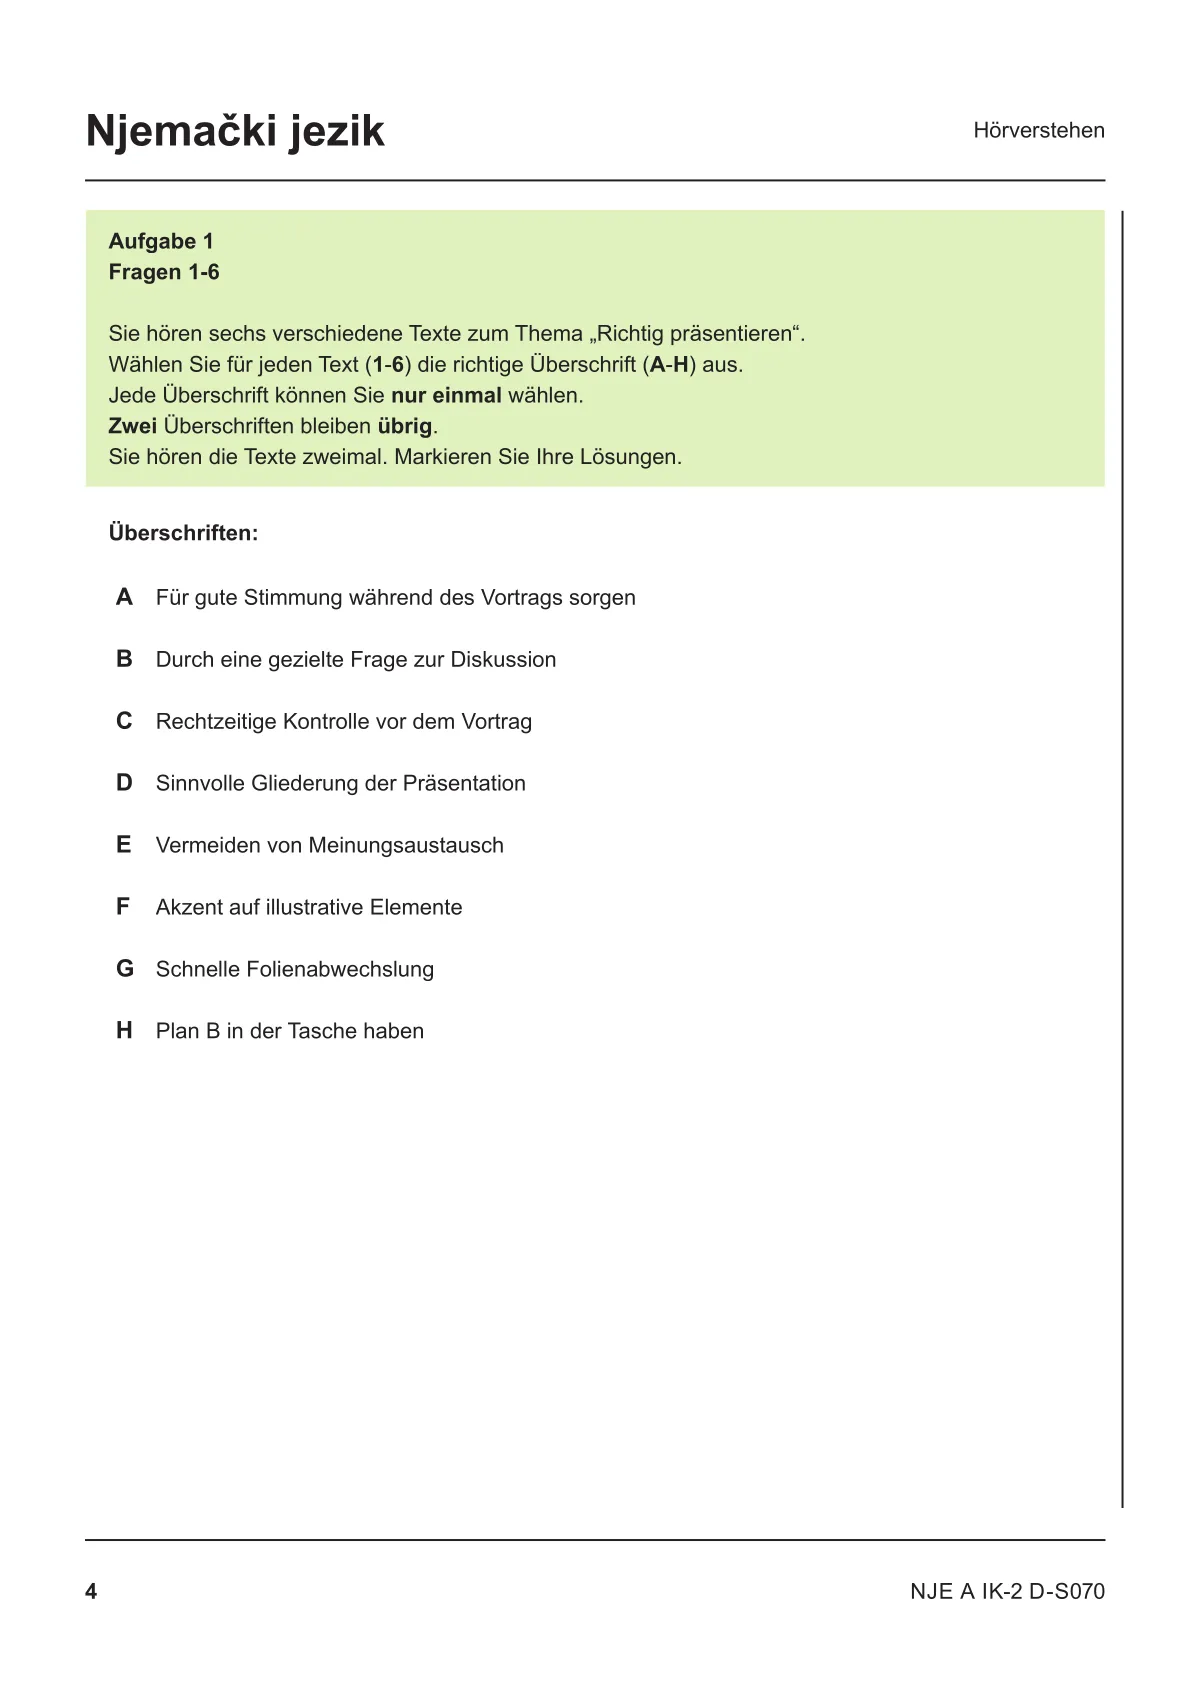 Njemački jezik
Hörverstehen
Aufgabe 1
Fragen 1-6
Sie hören sechs verschiedene Texte zum Thema „Richtig präsentieren“.
Wählen Sie für jeden Text (1-6) die richtige Überschrift (A-H) aus.
Jede Überschrift können Sie nur einmal wählen.
Zwei Überschriften bleiben übrig.
Sie hören die Texte zweimal. Markieren Sie Ihre Lösungen.
Überschriften:
A Für gute Stimmung während des Vortrags sorgen
B Durch eine gezielte Frage zur Diskussion
C Rechtzeitige Kontrolle vor dem Vortrag
D Sinnvolle Gliederung der Präsentation
E Vermeiden von Meinungsaustausch
F Akzent auf illustrative Elemente
G Schnelle Folienabwechslung
H Plan B in der Tasche haben
4
NJE A IK-2 D-S070